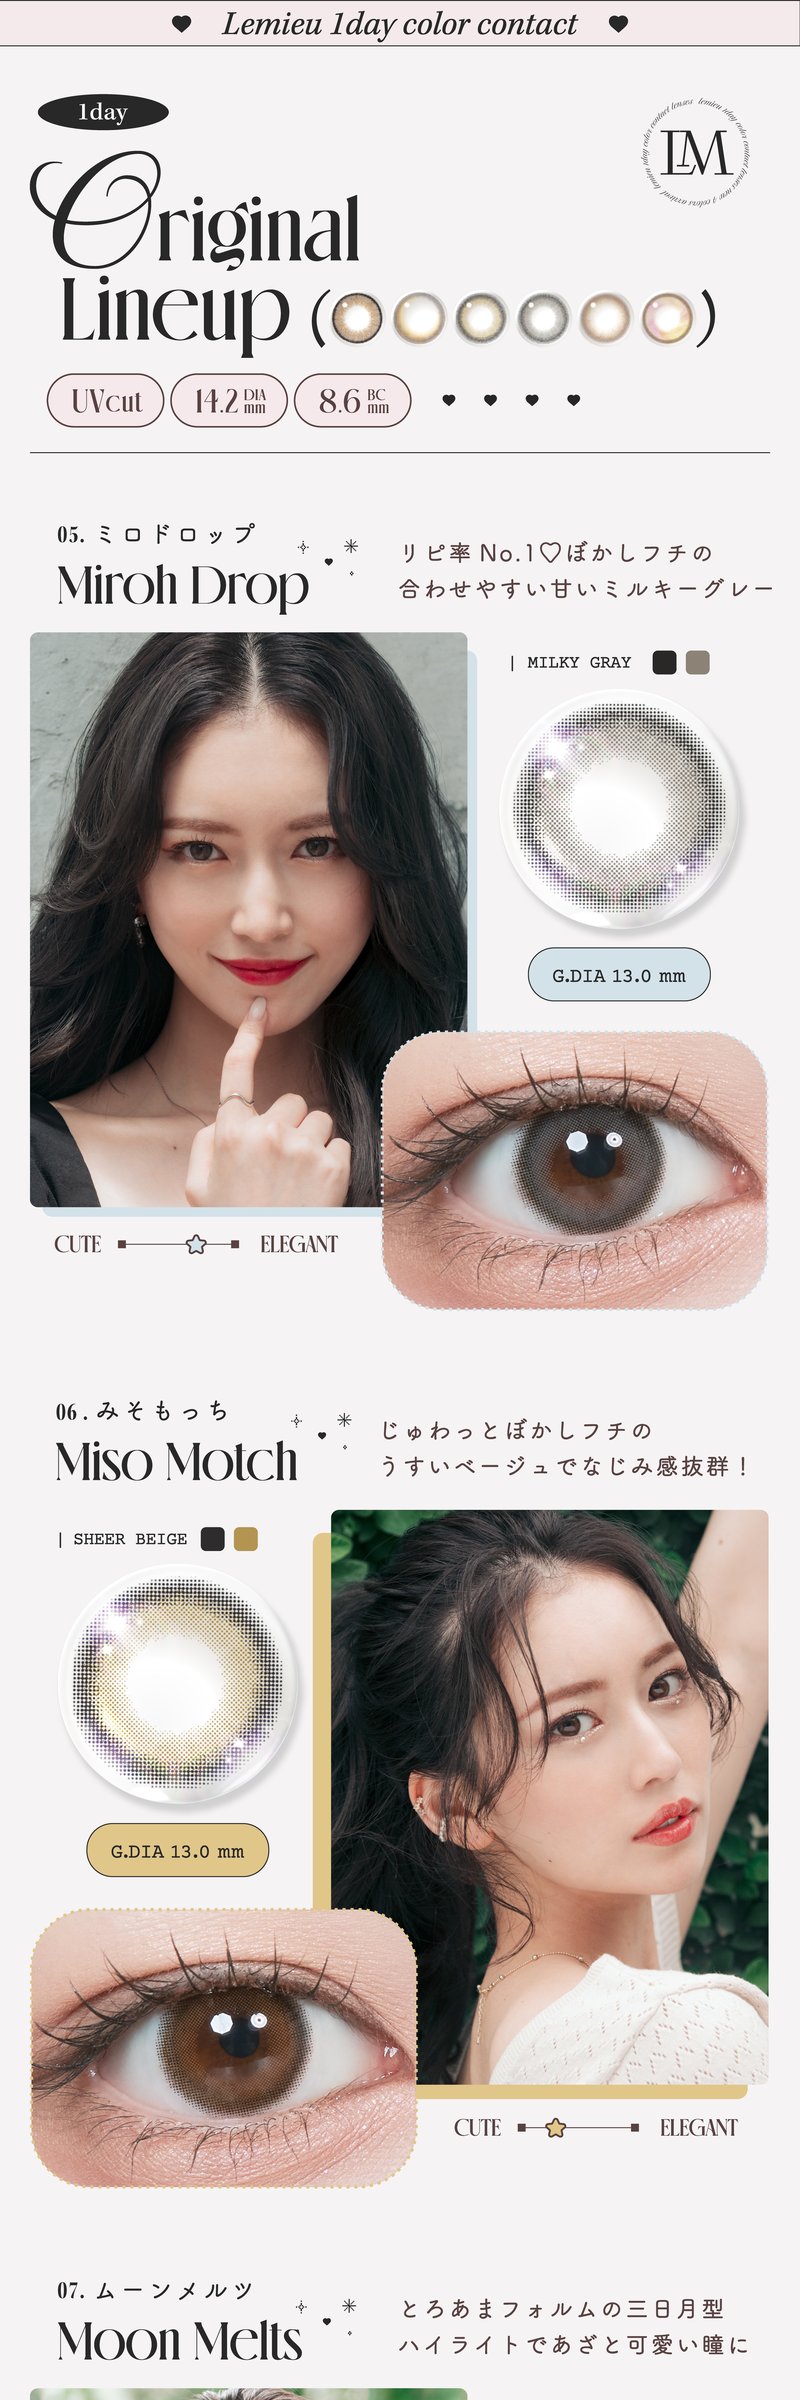 Lemieu 1day color contact
1day
LM
Original
Lineup ( )
UVcut
14.2 DIA mm
8.6 BC mm
05. ミロドロップ
Miroh Drop
リピ率 No.1♡ぼかしフチの
合わせやすい甘いミルキーグレー
| MILKY GRAY
G.DIA 13.0 mm
CUTE ELEGANT
06. みそもっち
Miso Motch
じゅわっとぼかしフチの
うすいベージュでなじみ感抜群！
| SHEER BEIGE
G.DIA 13.0 mm
CUTE ELEGANT
07. ムーンメルツ
Moon Melts
とろあまフォルムの三日月型
ハイライトであざと可愛い瞳に